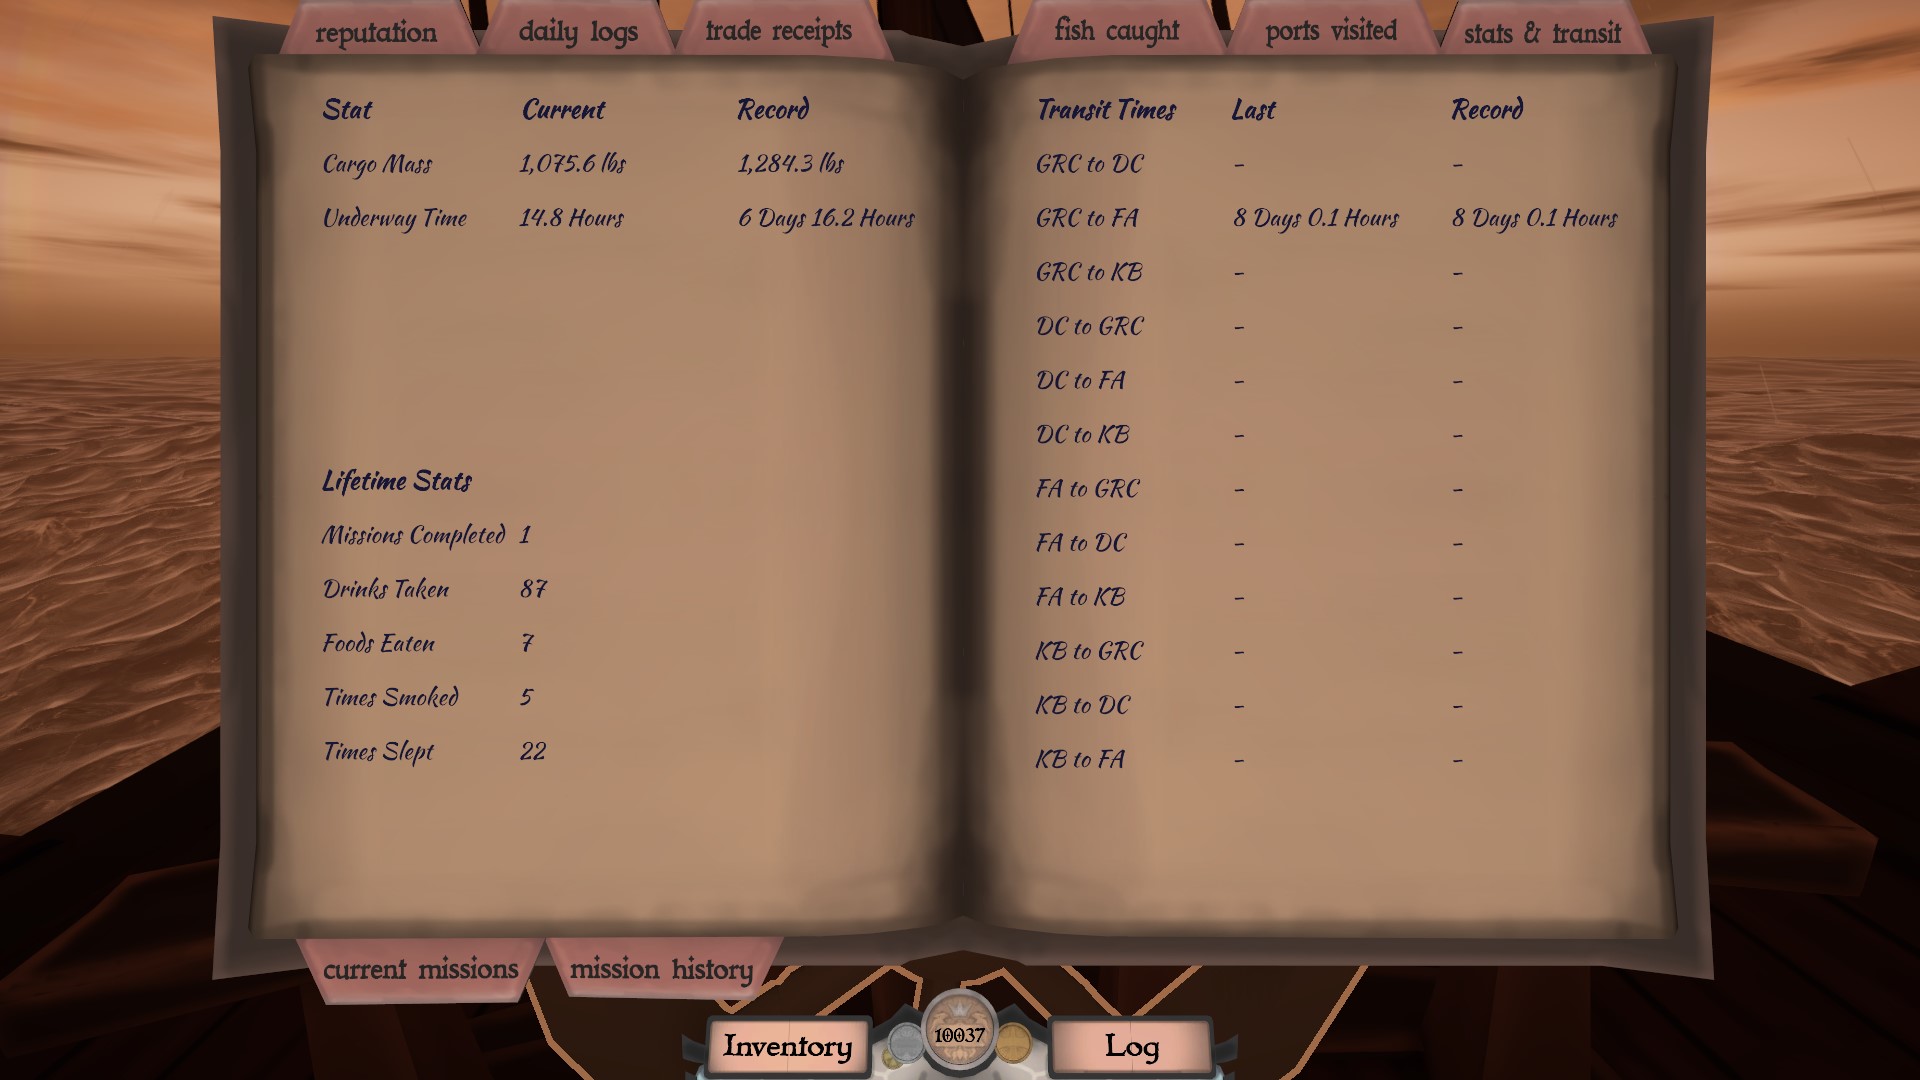 reputation
daily logs
trade receipts
fish caught
ports visited
stats & transit
Stat Current Record
Cargo Mass 1,075.6 lbs 1,284.3 lbs
Underway Time 14.8 Hours 6 Days 16.2 Hours
Lifetime Stats
Missions Completed 1
Drinks Taken 87
Foods Eaten 7
Times Smoked 5
Times Slept 22
Transit Times Last Record
GRC to DC - -
GRC to FA 8 Days 0.1 Hours 8 Days 0.1 Hours
GRC to KB - -
DC to GRC - -
DC to FA - -
DC to KB - -
FA to GRC - -
FA to DC - -
FA to KB - -
KB to GRC - -
KB to DC - -
KB to FA - -
current missions
mission history
Inventory
10037
Log